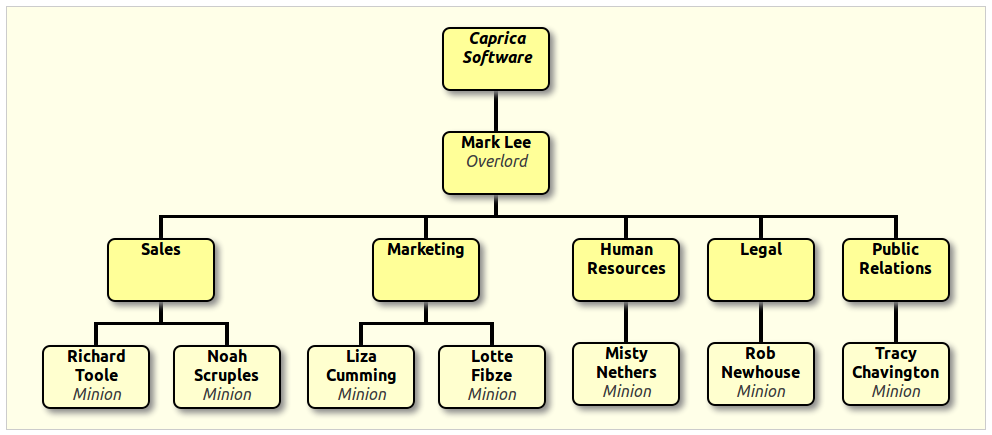 Caprica
Software
Mark Lee
Overlord
Sales
Marketing
Human
Resources
Legal
Public
Relations
Richard
Toole
Minion
Noah
Scruples
Minion
Liza
Cumming
Minion
Lotte
Fibze
Minion
Misty
Nethers
Minion
Rob
Newhouse
Minion
Tracy
Chavington
Minion